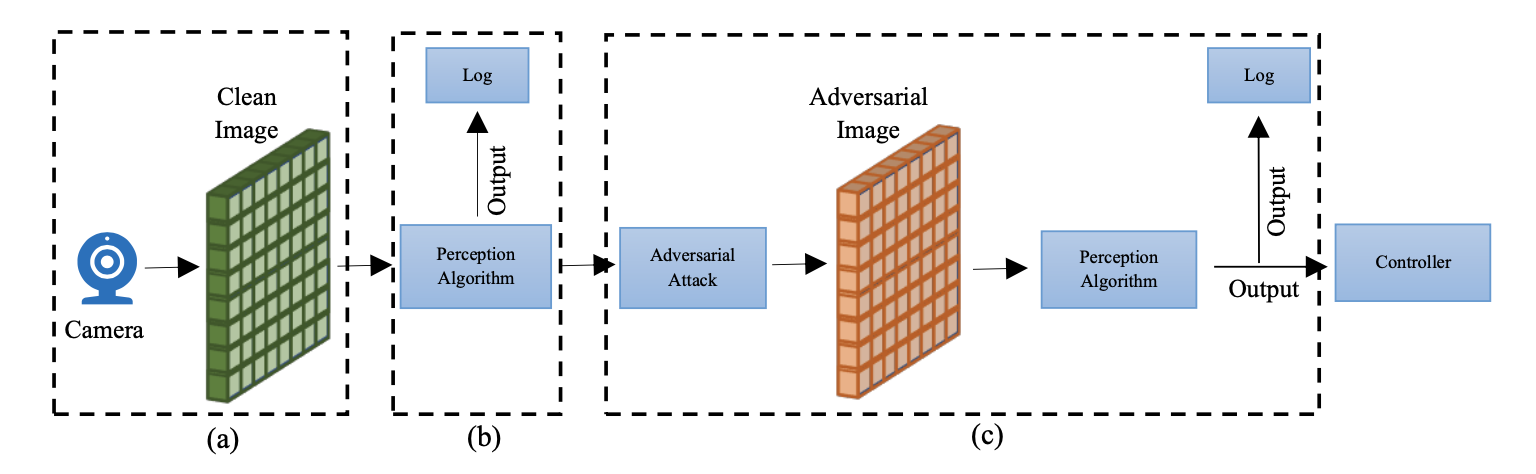 Clean
Image
Camera
(a)
Log
Output
Perception
Algorithm
(b)
Adversarial
Attack
Adversarial
Image
Perception
Algorithm
Log
Output
Output
(c)
Controller